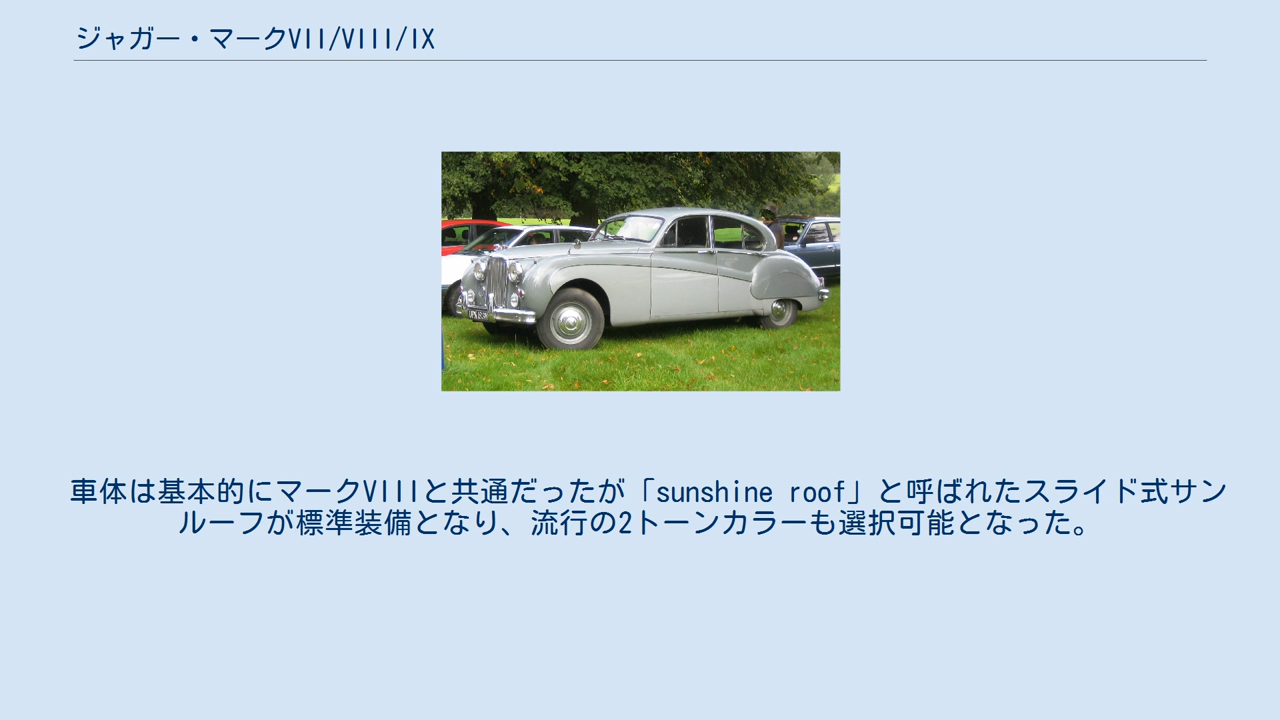 ジャガー・マークVII/VIII/IX
車体は基本的にマークVIIIと共通だったが「sunshine roof」と呼ばれたスライド式サン
ルーフが標準装備となり、流行の2トーンカラーも選択可能となった。